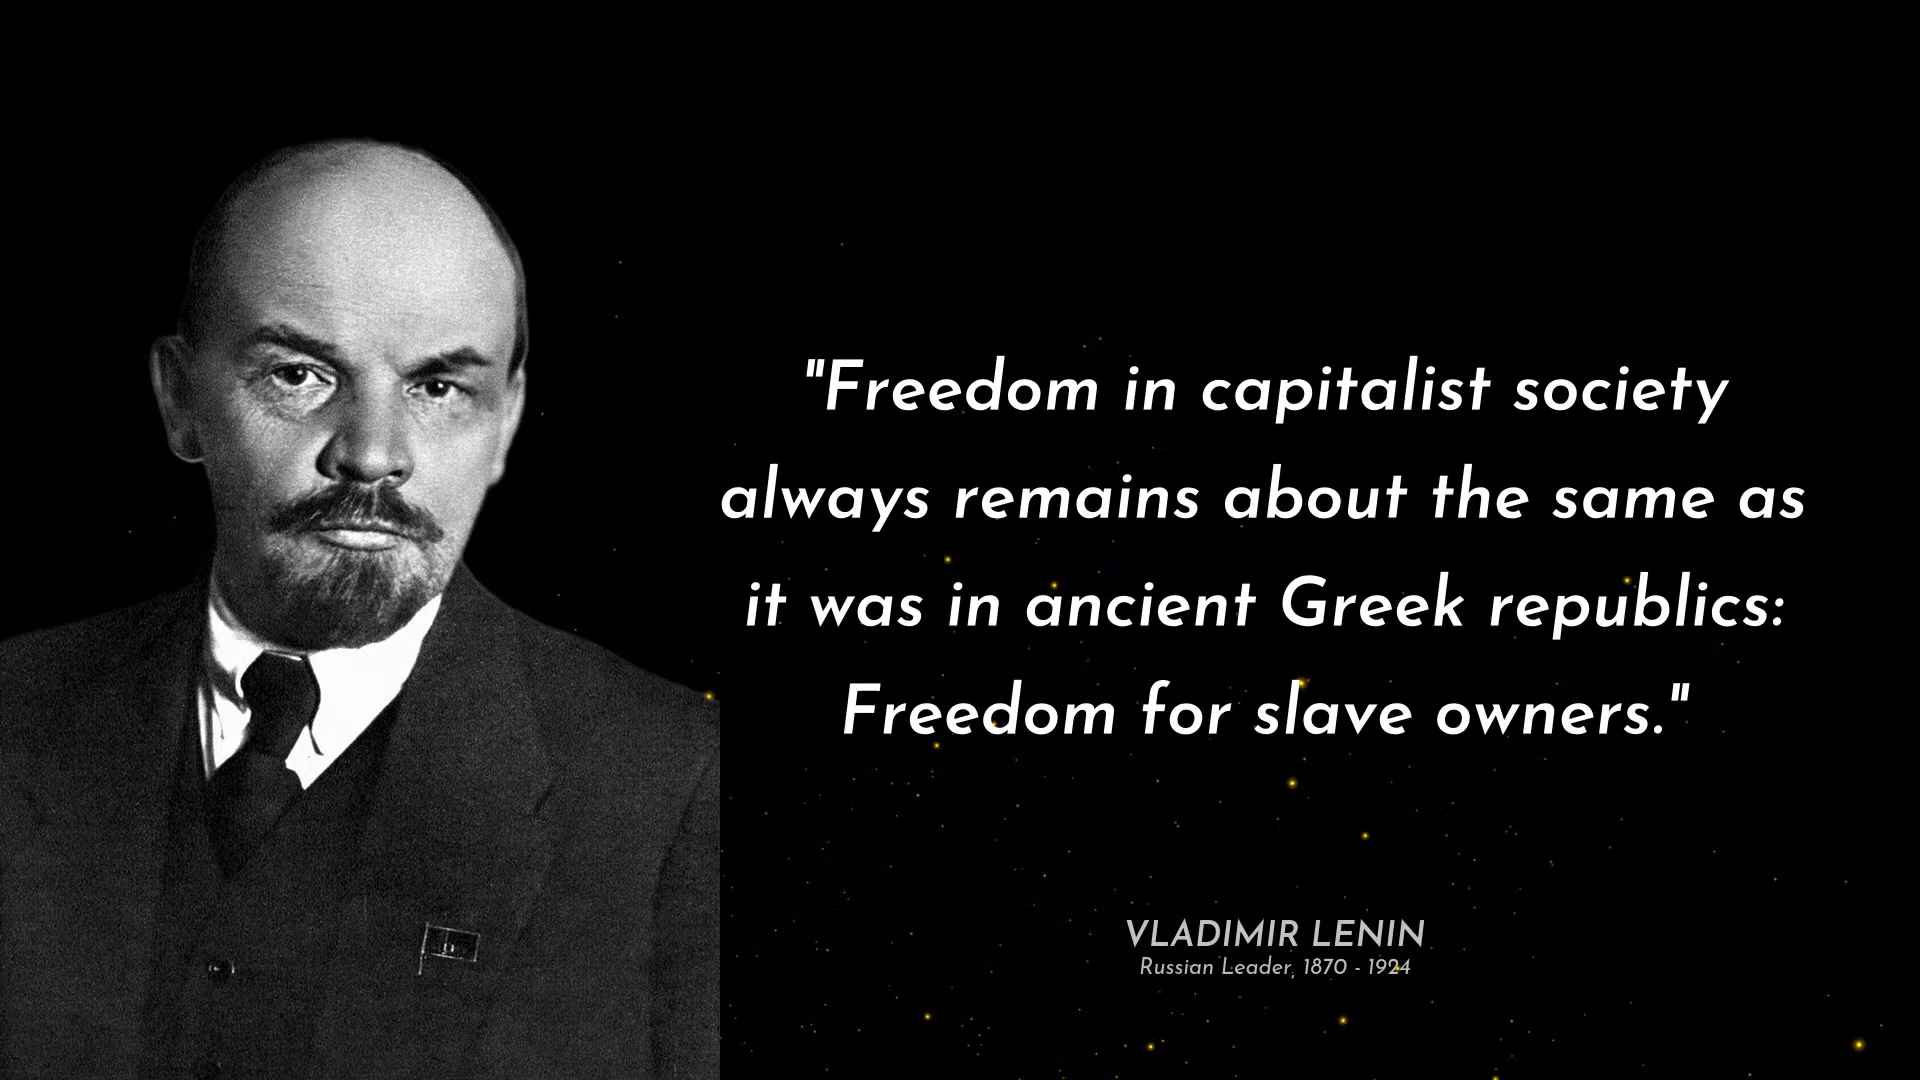 "Freedom in capitalist society
always remains about the same as
it was in ancient Greek republics:
Freedom for slave owners."
VLADIMIR LENIN
Russian Leader, 1870 - 1924